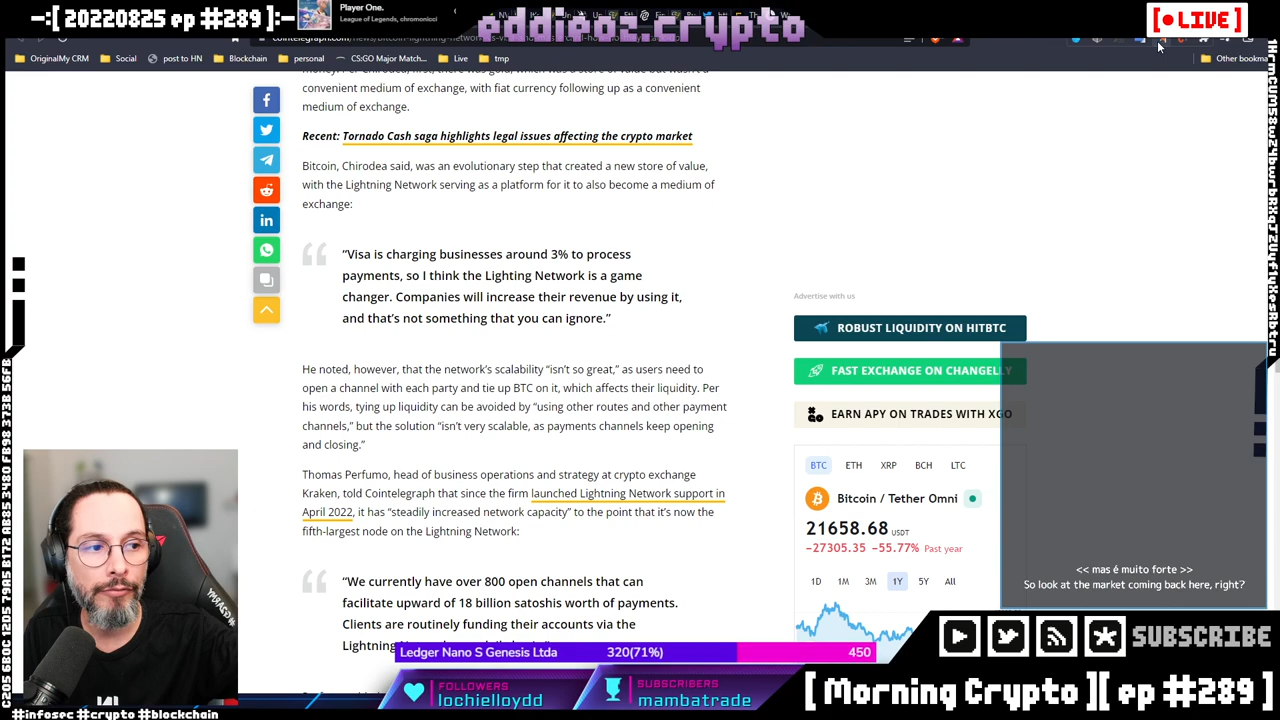 -:[ 20220825 ep #289 ]:-
Player One.
League of Legends, chromonicci
eddieoz.crypto
[ LIVE ]
OriginalMy CRM
Social
post to HN
Blockchain
personal
CS:GO Major Match...
Live
tmp
Other bookma
convenient medium of exchange, with fiat currency following up as a convenient
medium of exchange.
Recent: Tornado Cash saga highlights legal issues affecting the crypto market
Bitcoin, Chirodea said, was an evolutionary step that created a new store of value,
with the Lightning Network serving as a platform for it to also become a medium of
exchange:
“Visa is charging businesses around 3% to process
payments, so I think the Lighting Network is a game
changer. Companies will increase their revenue by using it,
and that’s not something that you can ignore.”
He noted, however, that the network’s scalability “isn’t so great,” as users need to
open a channel with each party and tie up BTC on it, which affects their liquidity. Per
his words, tying up liquidity can be avoided by “using other routes and other payment
channels,” but the solution “isn’t very scalable, as payments channels keep opening
and closing.”
Thomas Perfumo, head of business operations and strategy at crypto exchange
Kraken, told Cointelegraph that since the firm launched Lightning Network support in
April 2022, it has “steadily increased network capacity” to the point that it’s now the
fifth-largest node on the Lightning Network:
“We currently have over 800 open channels that can
facilitate upward of 18 billion satoshis worth of payments.
Clients are routinely funding their accounts via the
Advertise with us
ROBUST LIQUIDITY ON HITBTC
FAST EXCHANGE ON CHANGELLY
EARN APY ON TRADES WITH XGO
BTC ETH XRP BCH LTC
Bitcoin / Tether Omni
21658.68 USDT
−27305.35 −55.77% Past year
1D 1M 3M 1Y 5Y All
<< mas é muito forte >>
So look at the market coming back here, right?
Ledger Nano S Genesis Ltda 320(71%) 450
FOLLOWERS
lochielloydd
SUBSCRIBERS
mambatrade
SUBSCRIBE
[ Morning Crypto ][ ep #289 ]
#infosec #crypto #blockchain